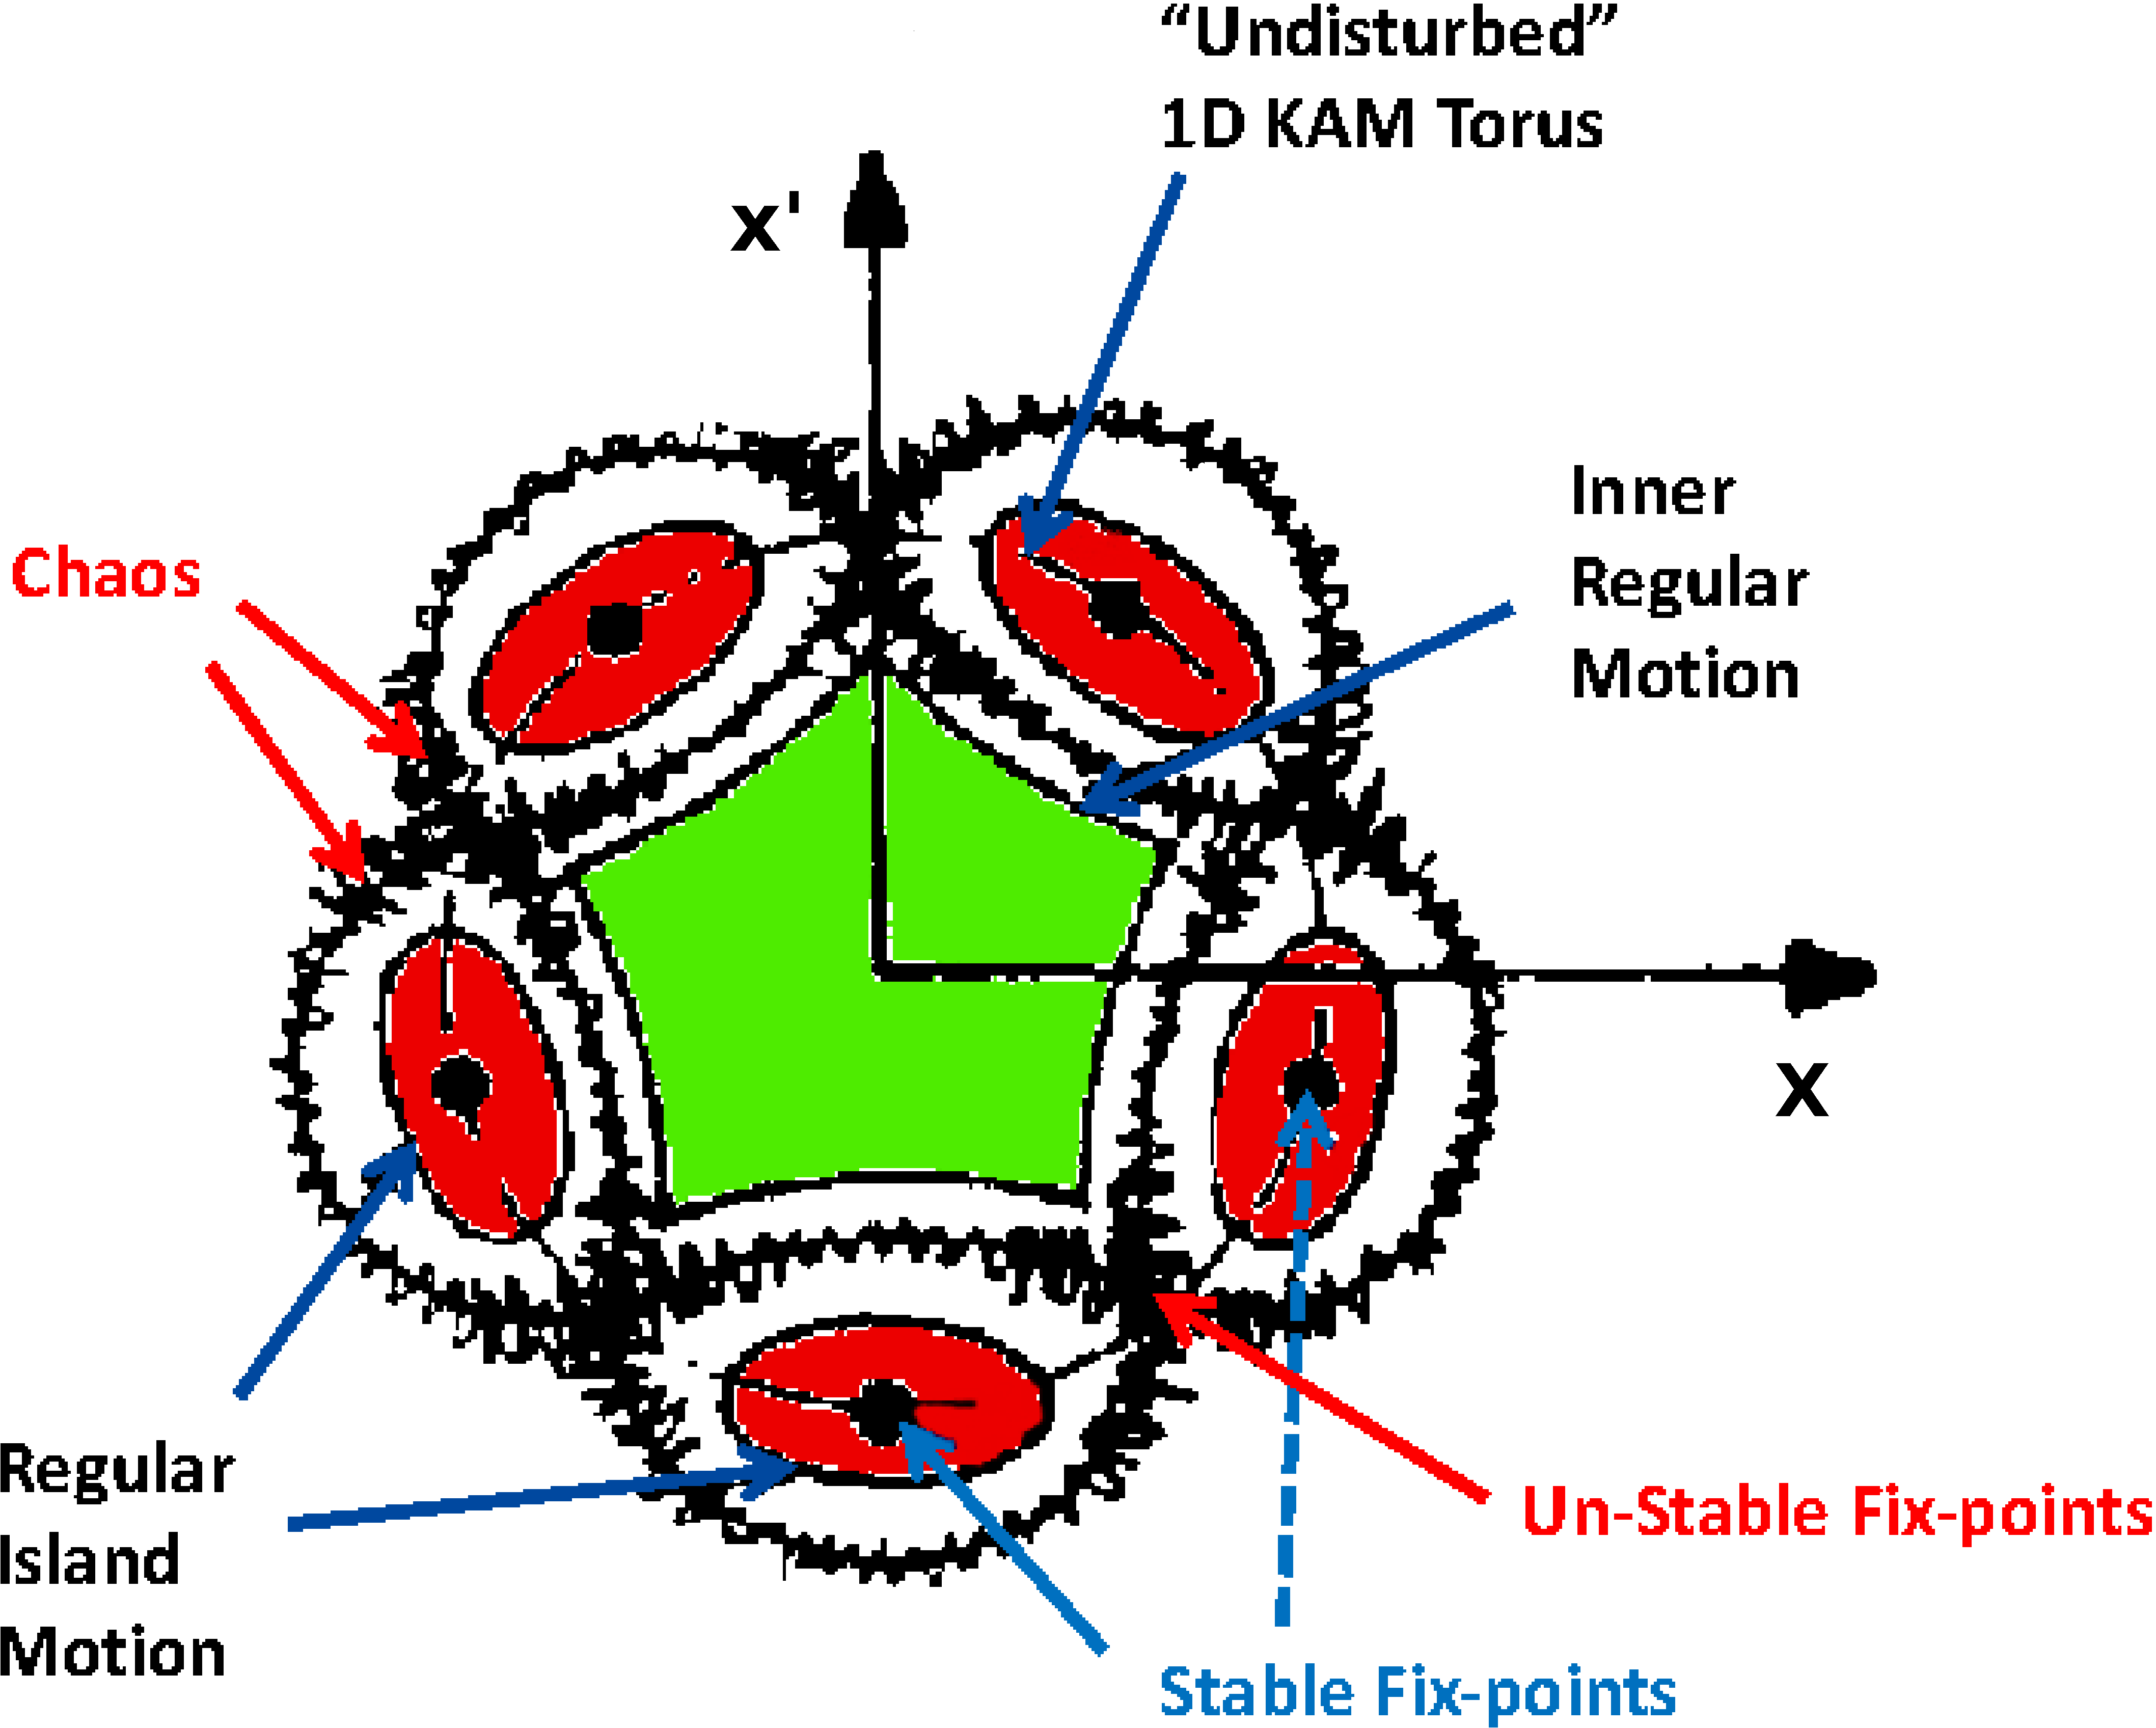 “Undisturbed”
1D KAM Torus
x'
Inner
Regular
Motion
Chaos
X
Regular
Island
Motion
Un-Stable Fix-points
Stable Fix-points